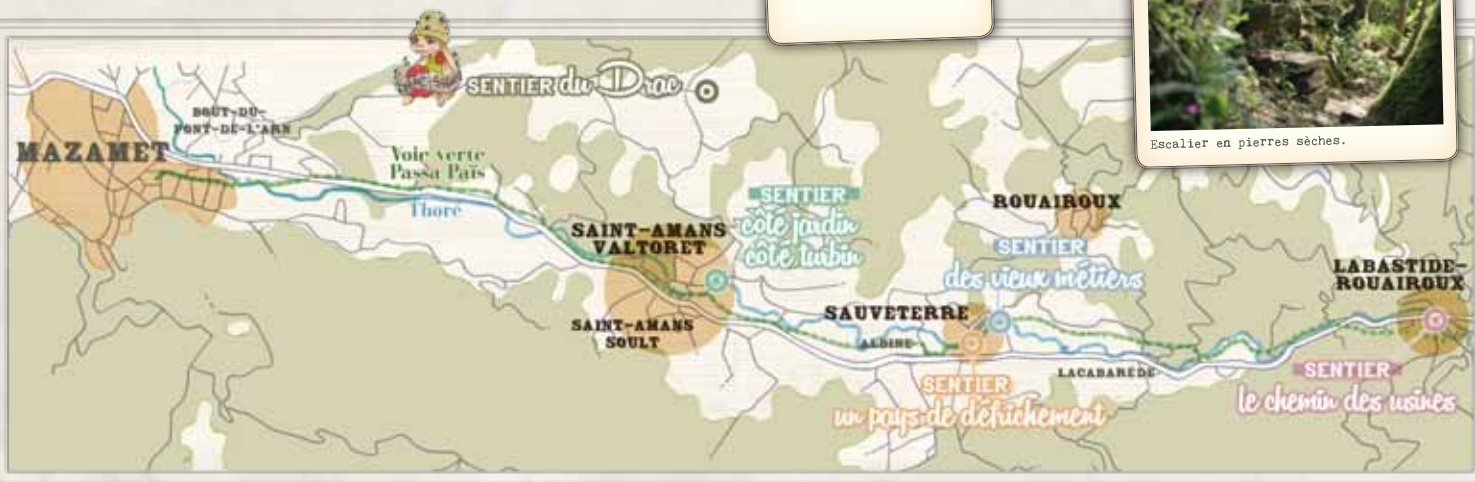 SENTIER du Drac
BOUT-DU-
PONT-DE-L'ARN
MAZAMET
Voie verte
Passa Païs
Thoré
SAINT-AMANS
VALTORET
SENTIER
côté jardin
côté turbin
SAINT-AMANS
SOULT
ROUAIROUX
SENTIER
des vieux métiers
SAUVETERRE
ALBINE
SENTIER
un pays de défrichement
LACABARÈDE
LABASTIDE-
ROUAIROUX
SENTIER
le chemin des usines
Escalier en pierres sèches.